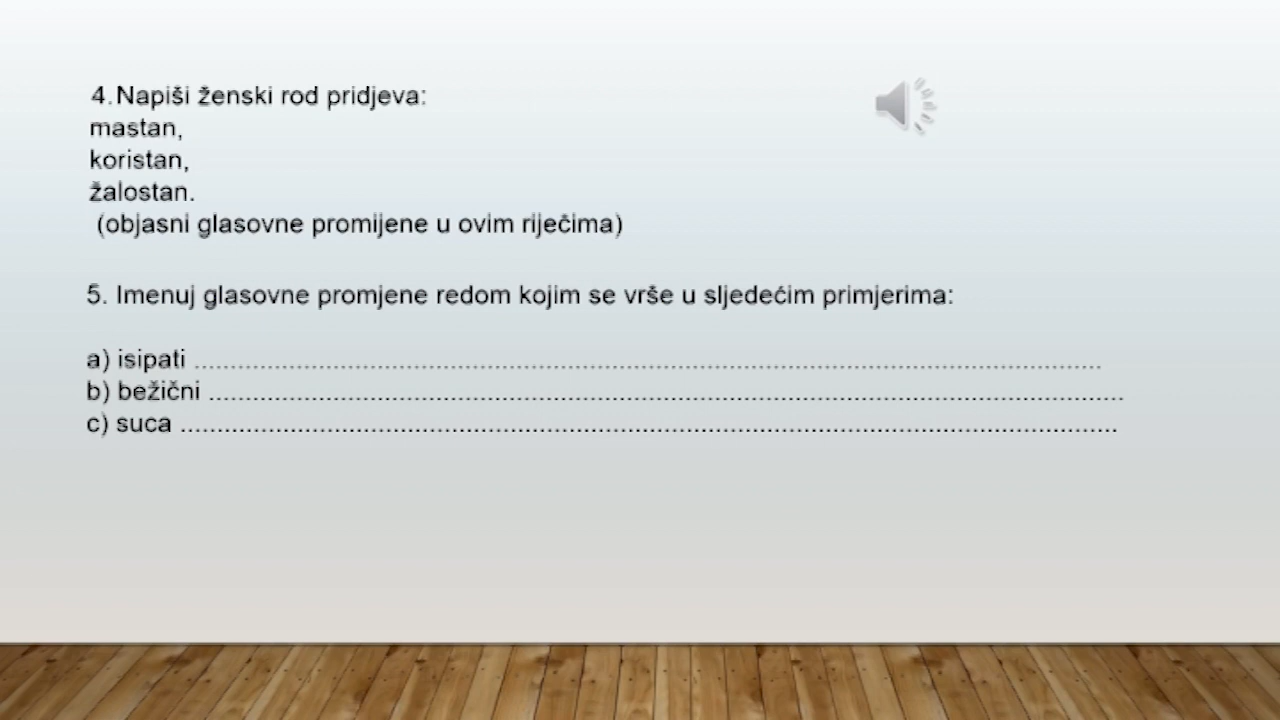 4. Napiši ženski rod pridjeva:
mastan,
koristan,
žalostan.
(objasni glasovne promijene u ovim riječima)
5. Imenuj glasovne promjene redom kojim se vrše u sljedećim primjerima:
a) isipati ................................................................................................................................
b) bežični ................................................................................................................................
c) suca ................................................................................................................................